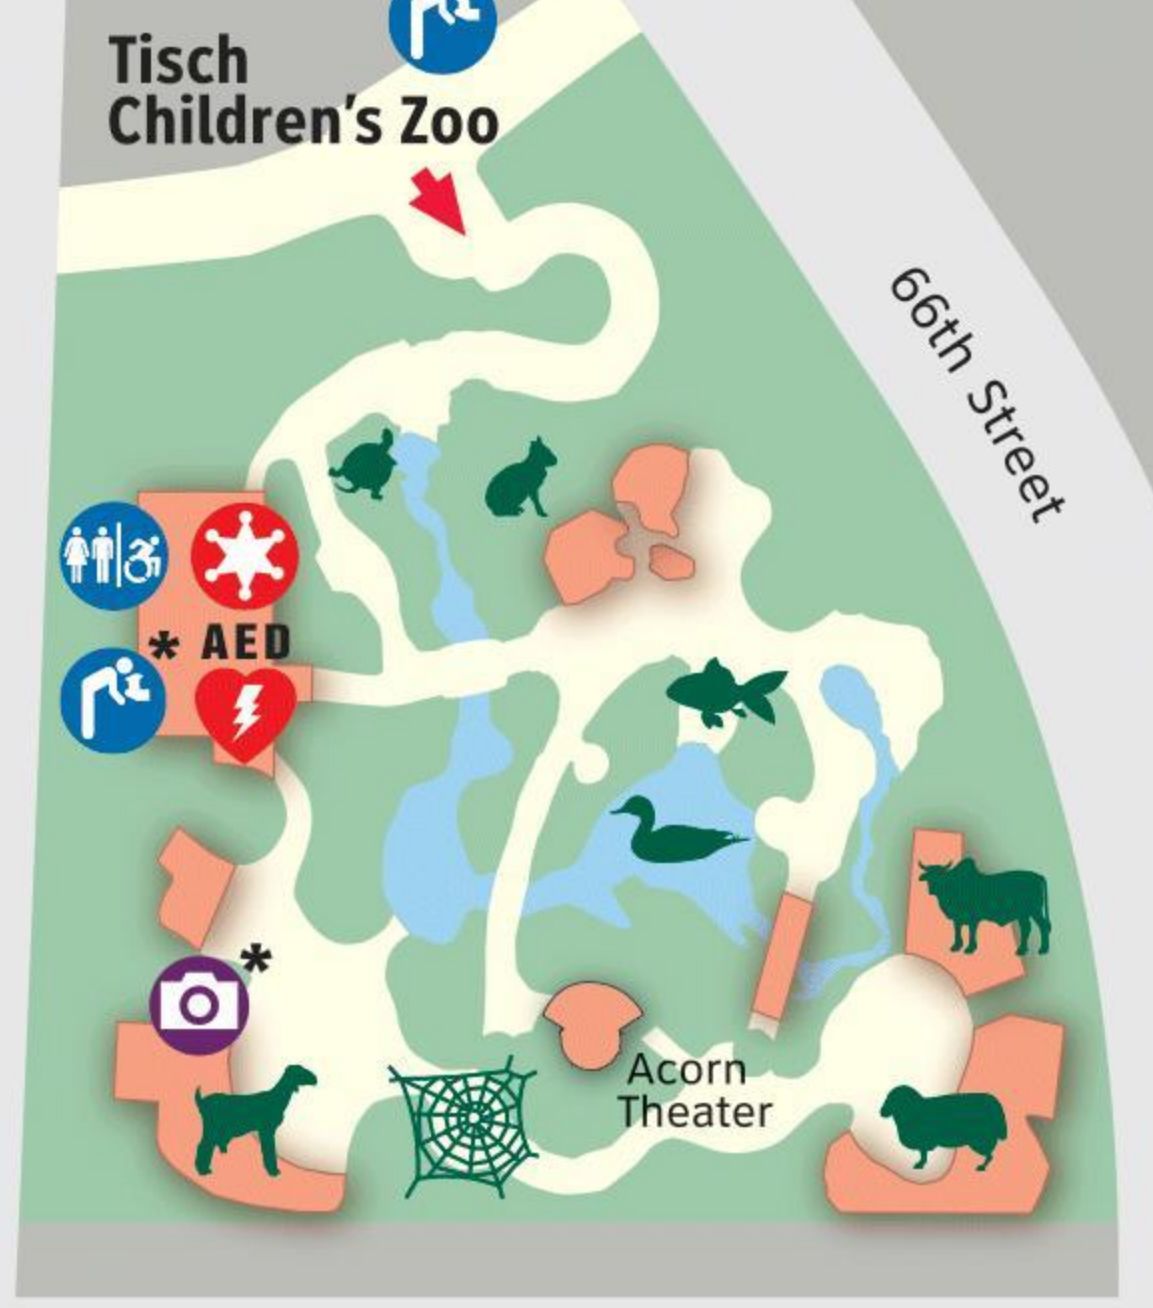 Tisch
Children's Zoo
66th Street
* AED
*
Acorn
Theater